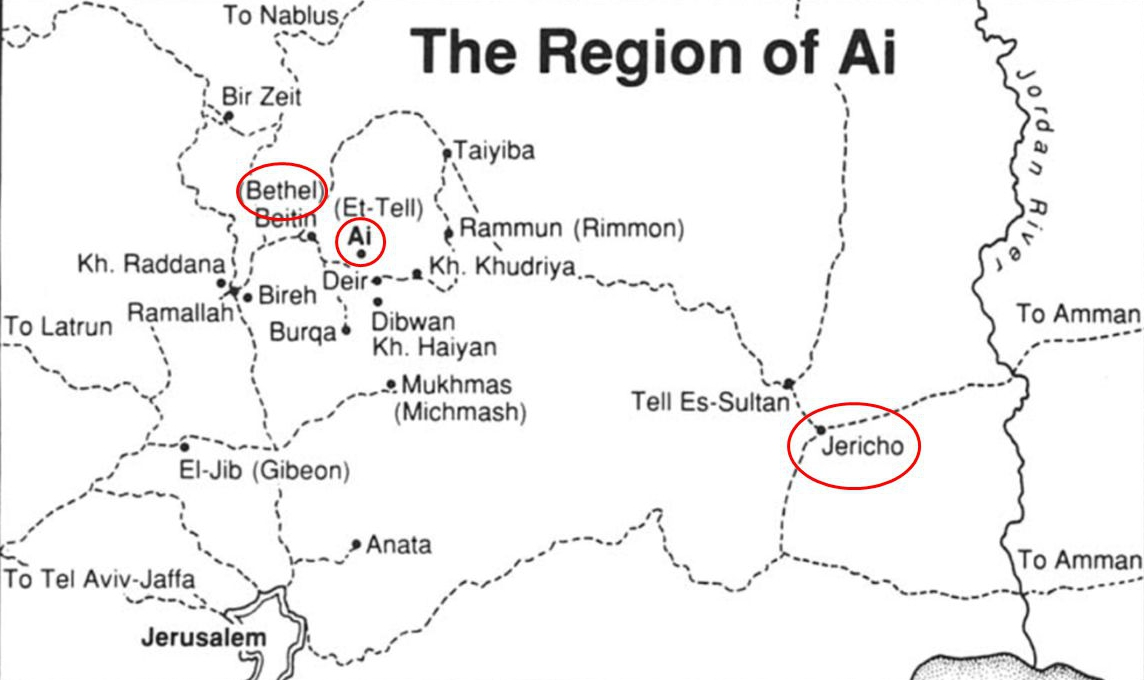 To Nablus
The Region of Ai
Bir Zeit
Jordan River
Taiyiba
(Bethel)
Beitin
(Et-Tell)
Ai
Rammun (Rimmon)
Kh. Raddana
Deir
Kh. Khudriya
Bireh
Ramallah
To Latrun
Burqa
Dibwan
Kh. Haiyan
To Amman
Mukhmas
(Michmash)
Tell Es-Sultan
Jericho
El-Jib (Gibeon)
Anata
To Amman
To Tel Aviv-Jaffa
Jerusalem